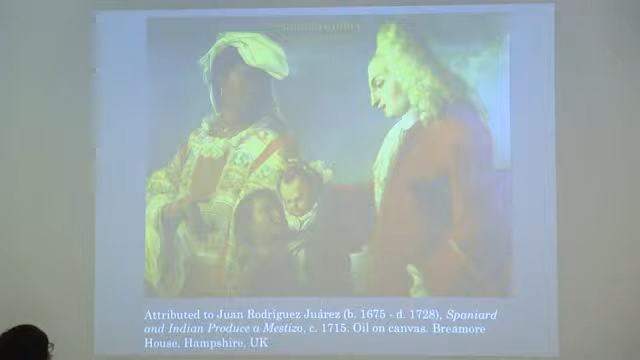 Attributed to Juan Rodríguez Juárez (b. 1675 - d. 1728), Spaniard
and Indian Produce a Mestizo, c. 1715. Oil on canvas. Breamore
House, Hampshire, UK